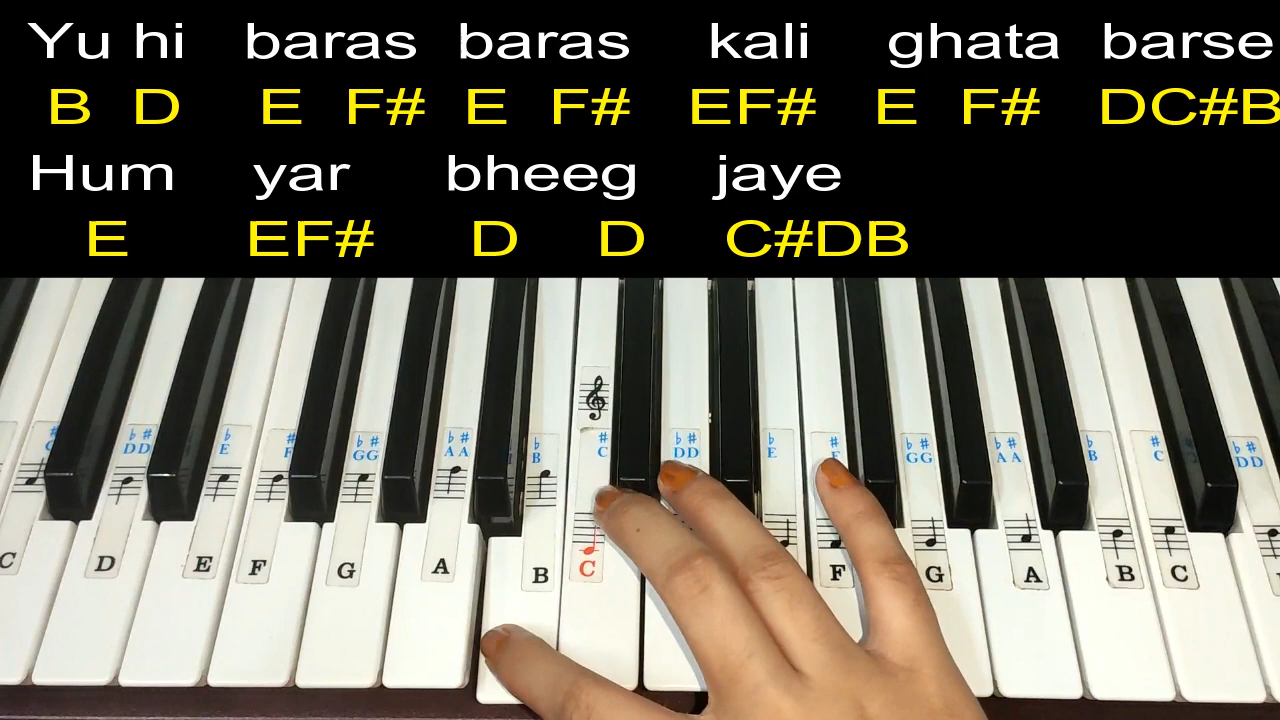 Yu hi baras baras kali ghata barse
B D E F# E F# EF# E F# DC#B
Hum yar bheeg jaye
E EF# D D C#DB
C D E F G A B C F G A B C